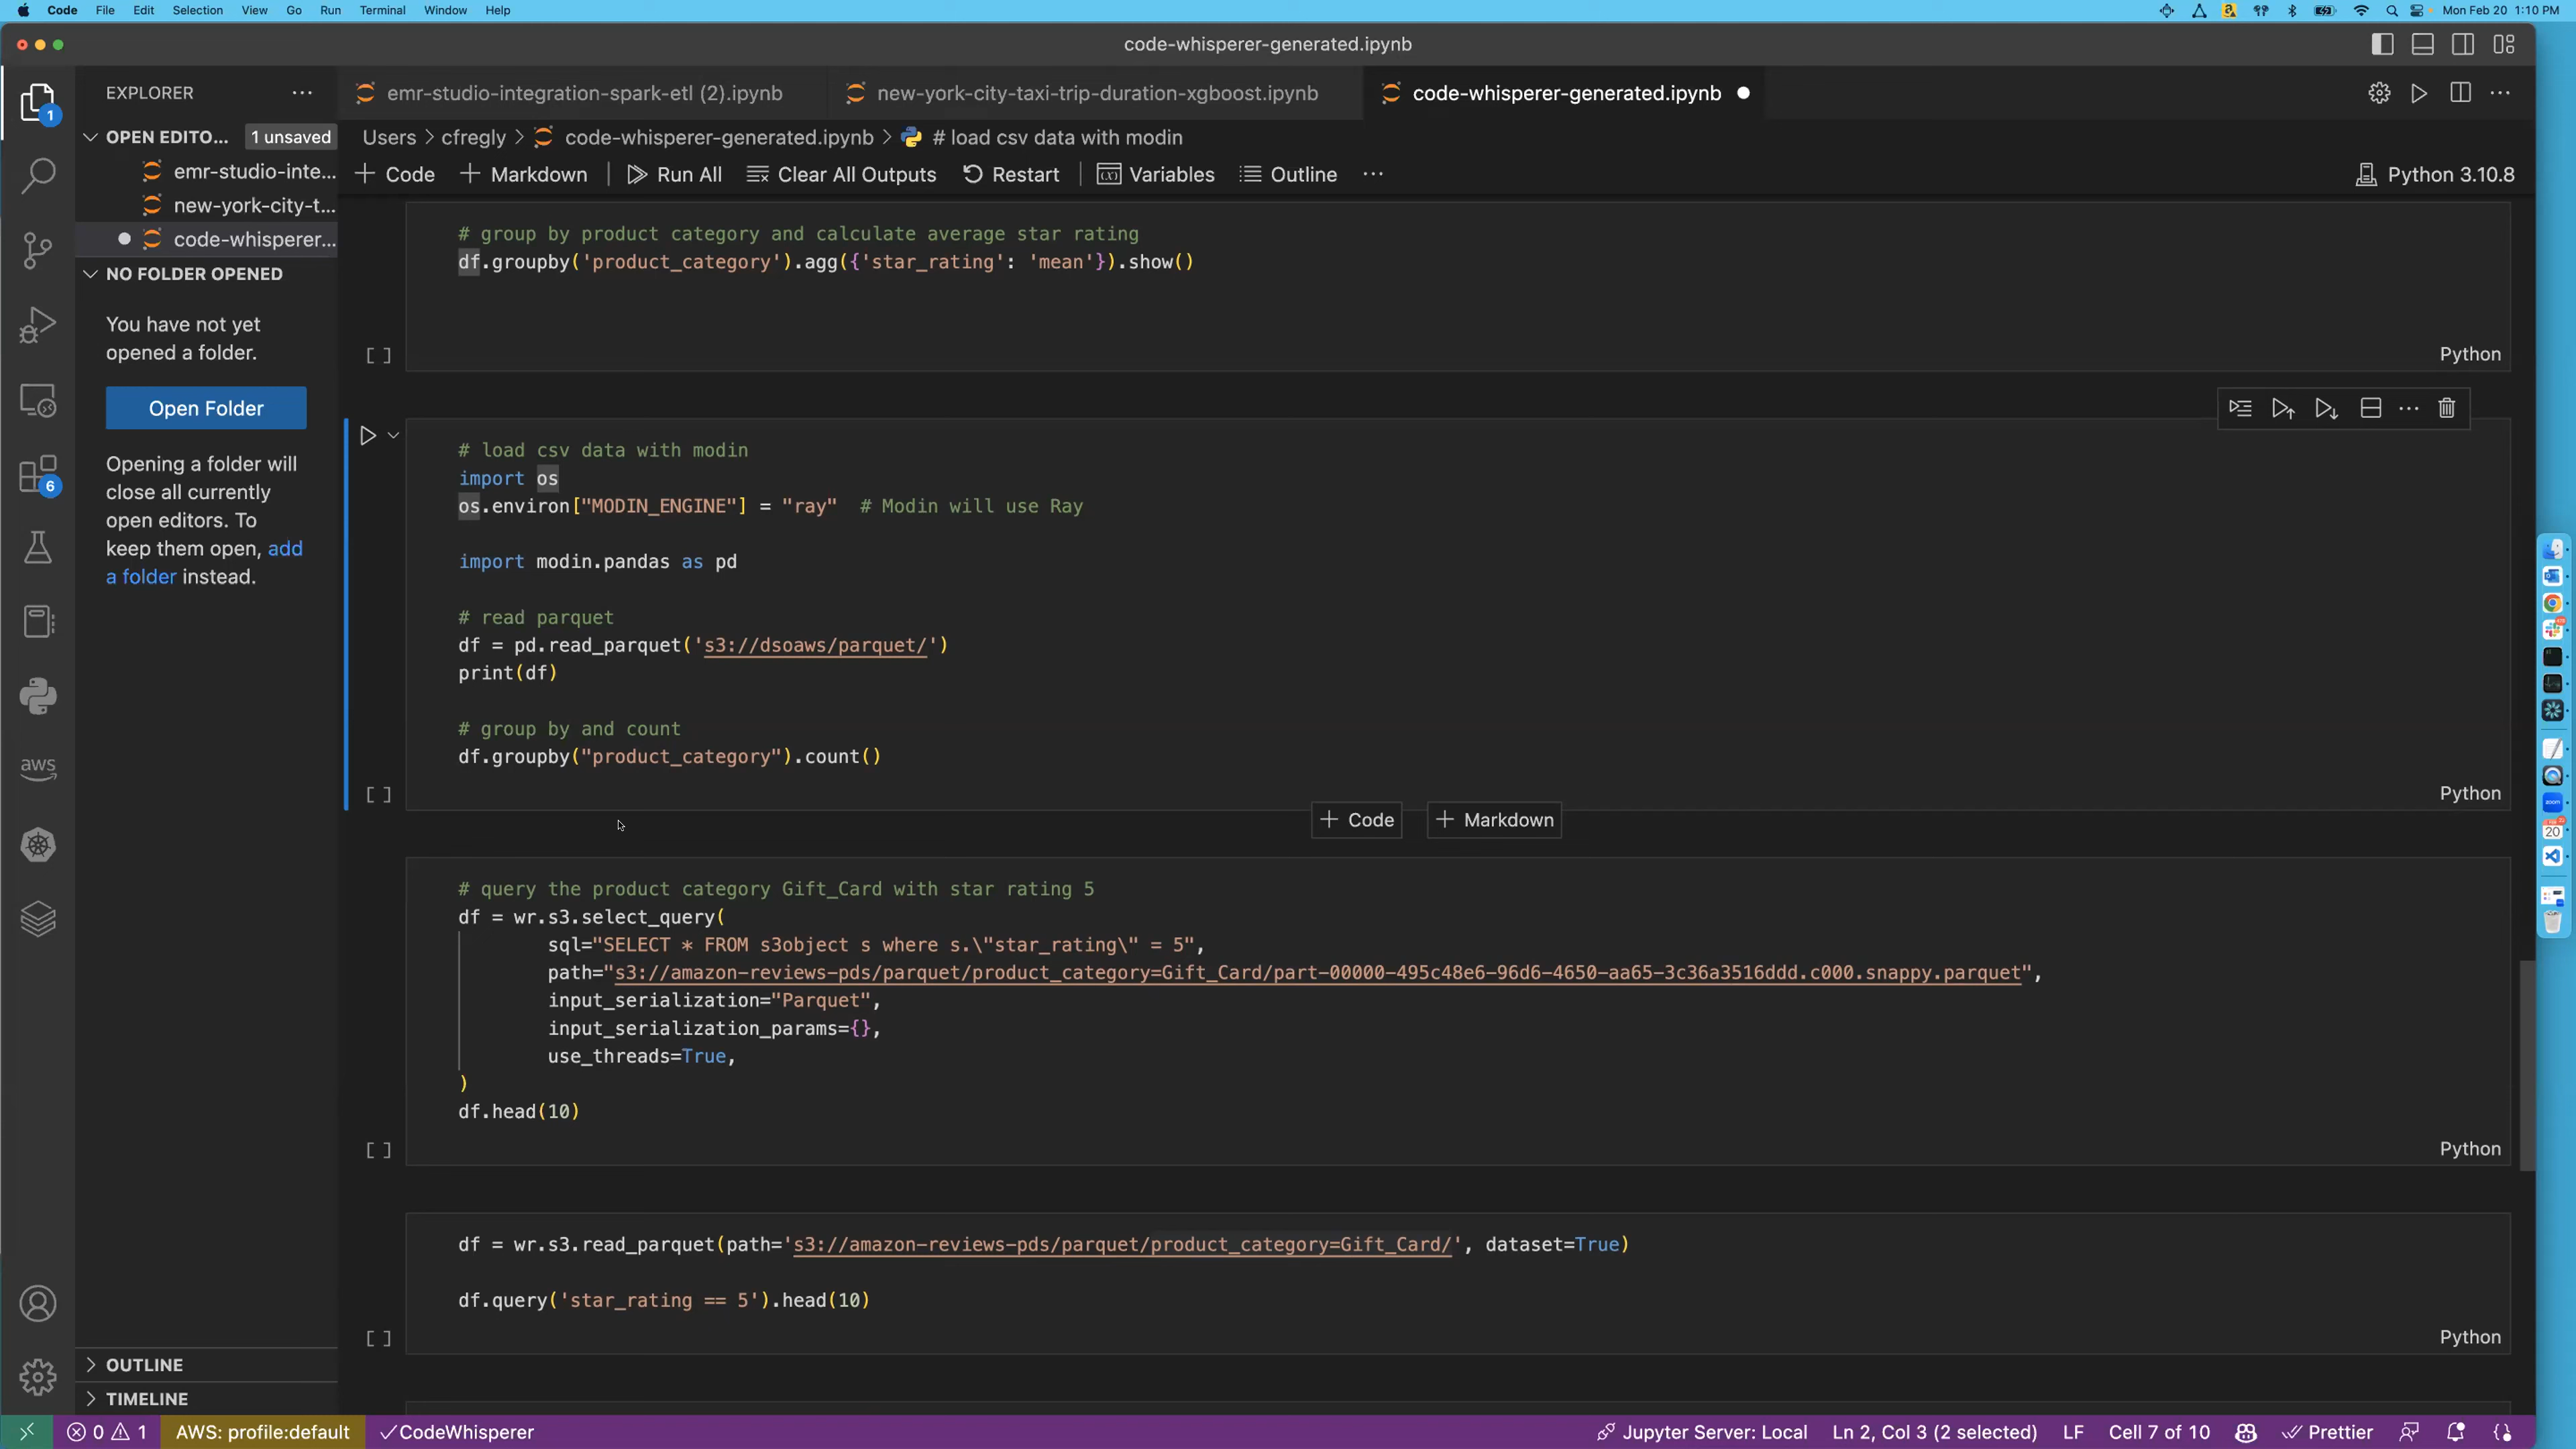 Code File Edit Selection View Go Run Terminal Window Help Mon Feb 20 1:10 PM
code-whisperer-generated.ipynb
EXPLORER ···
emr-studio-integration-spark-etl (2).ipynb new-york-city-taxi-trip-duration-xgboost.ipynb code-whisperer-generated.ipynb
1
OPEN EDITO... 1 unsaved
Users > cfregly > code-whisperer-generated.ipynb > # load csv data with modin
emr-studio-inte...
new-york-city-t...
code-whisperer...
+ Code + Markdown Run All Clear All Outputs Restart Variables Outline ··· Python 3.10.8
NO FOLDER OPENED
You have not yet
opened a folder.
Open Folder
Opening a folder will
close all currently
open editors. To
keep them open, add
a folder instead.
6
aws
OUTLINE
TIMELINE
# group by product category and calculate average star rating
df.groupby('product_category').agg({'star_rating': 'mean'}).show()
[ ] Python
# load csv data with modin
import os
os.environ["MODIN_ENGINE"] = "ray" # Modin will use Ray
import modin.pandas as pd
# read parquet
df = pd.read_parquet('s3://dsoaws/parquet/')
print(df)
# group by and count
df.groupby("product_category").count()
[ ] Python
+ Code + Markdown
# query the product category Gift_Card with star rating 5
df = wr.s3.select_query(
sql="SELECT * FROM s3object s where s.\"star_rating\" = 5",
path="s3://amazon-reviews-pds/parquet/product_category=Gift_Card/part-00000-495c48e6-96d6-4650-aa65-3c36a3516ddd.c000.snappy.parquet",
input_serialization="Parquet",
input_serialization_params={},
use_threads=True,
)
df.head(10)
[ ] Python
df = wr.s3.read_parquet(path='s3://amazon-reviews-pds/parquet/product_category=Gift_Card/', dataset=True)
df.query('star_rating == 5').head(10)
[ ] Python
zoom
20
0 1 AWS: profile:default ✓CodeWhisperer Jupyter Server: Local Ln 2, Col 3 (2 selected) LF Cell 7 of 10 Prettier